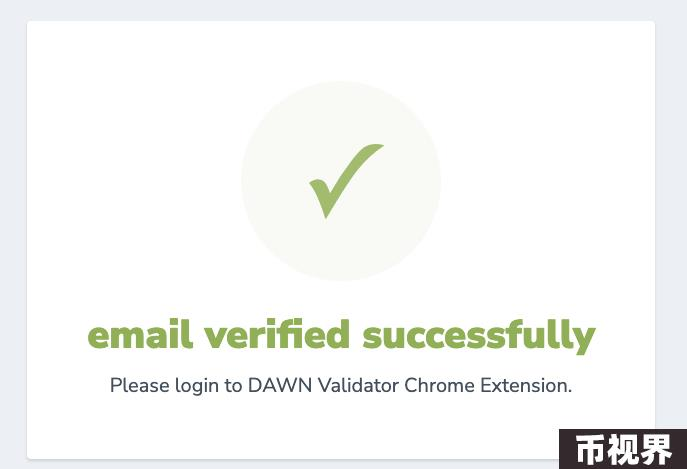 email verified successfully
Please login to DAWN Validator Chrome Extension.
币视界